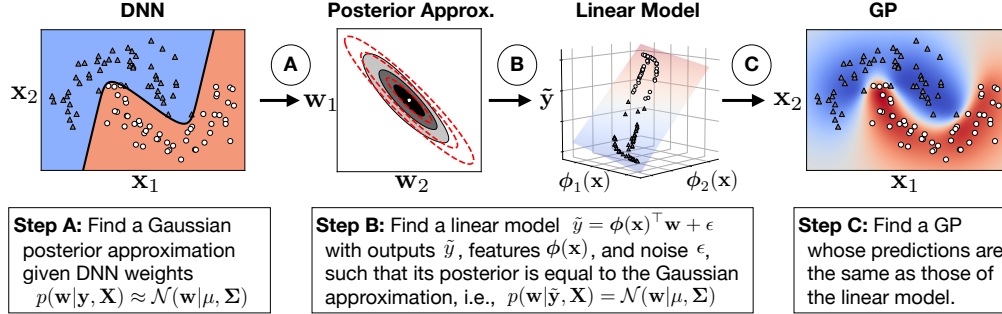 DNN
Posterior Approx.
Linear Model
GP
A
B
C
x₂
x₁
w₁
w₂
ỹ
ϕ₁(x)
ϕ₂(x)
x₂
x₁
Step A: Find a Gaussian
posterior approximation
given DNN weights
p(w|y, X) ≈ 𝒩(w|μ, Σ)
Step B: Find a linear model ỹ = ϕ(x)⊤w + ϵ
with outputs ỹ, features ϕ(x), and noise ϵ,
such that its posterior is equal to the Gaussian
approximation, i.e., p(w|ỹ, X) = 𝒩(w|μ, Σ)
Step C: Find a GP
whose predictions are
the same as those of
the linear model.